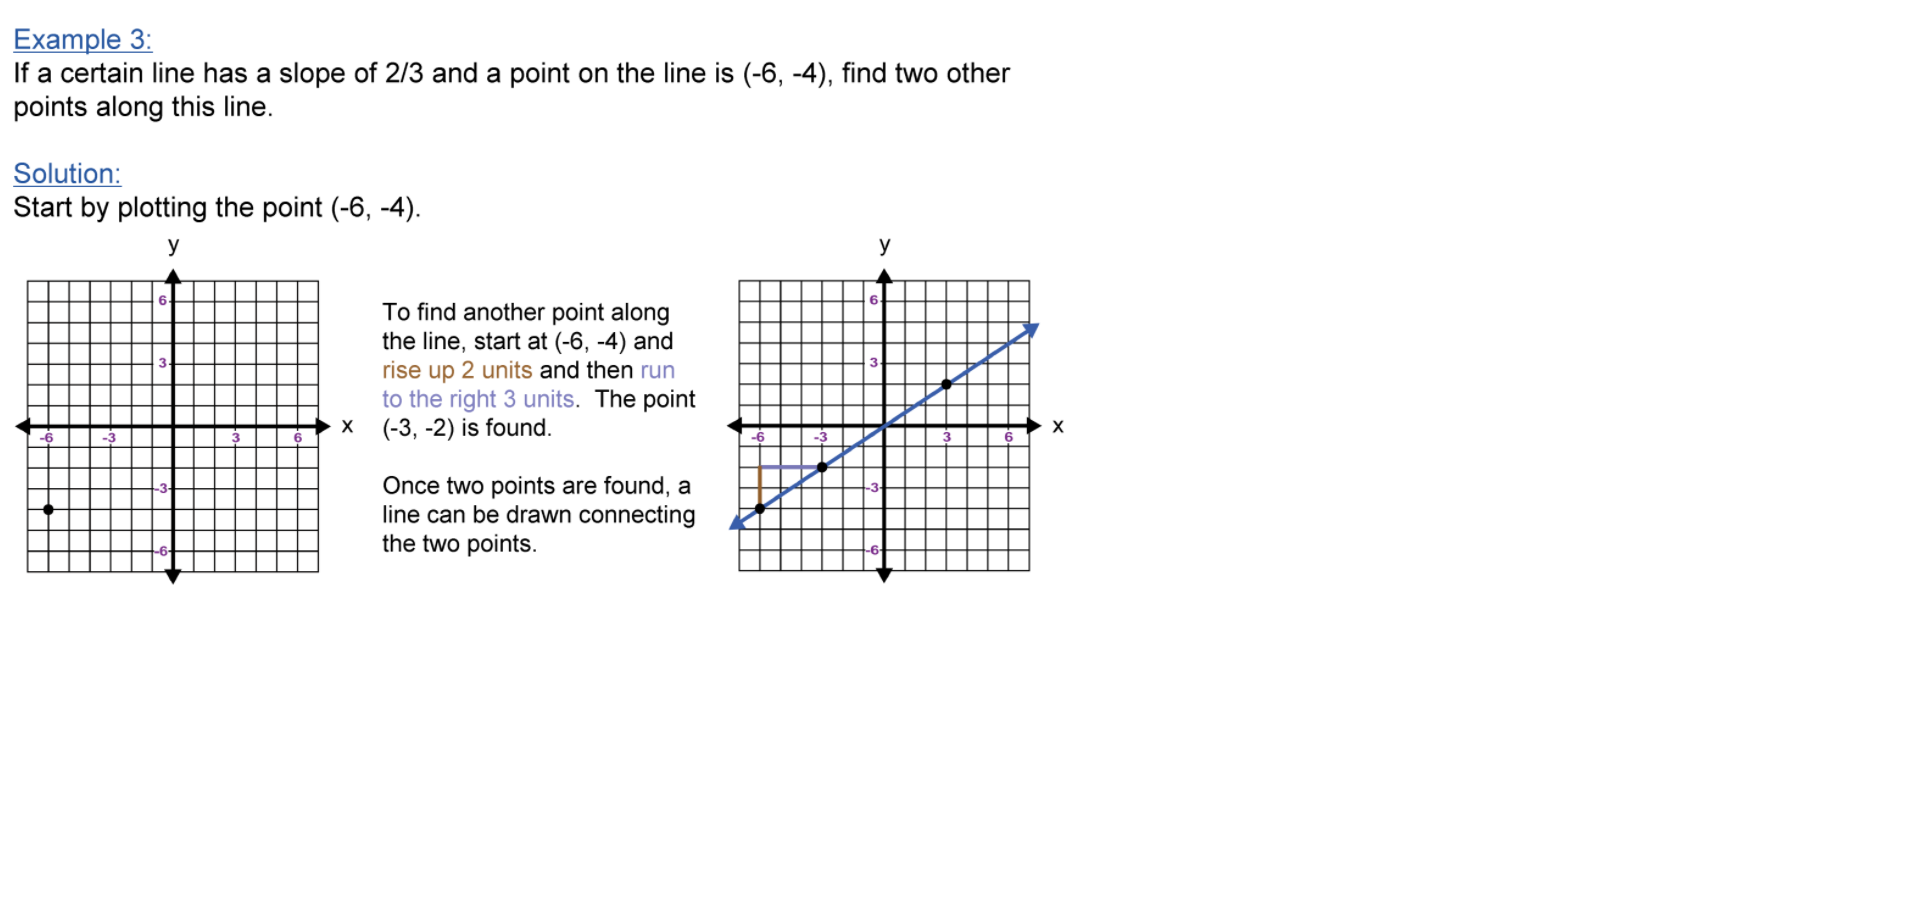 Example 3:
If a certain line has a slope of 2/3 and a point on the line is (-6, -4), find two other
points along this line.
Solution:
Start by plotting the point (-6, -4).
y
6
3
-6 -3 3 6
x
-3
-6
To find another point along
the line, start at (-6, -4) and
rise up 2 units and then run
to the right 3 units. The point
(-3, -2) is found.
Once two points are found, a
line can be drawn connecting
the two points.
y
6
3
-6 -3 3 6
x
-3
-6